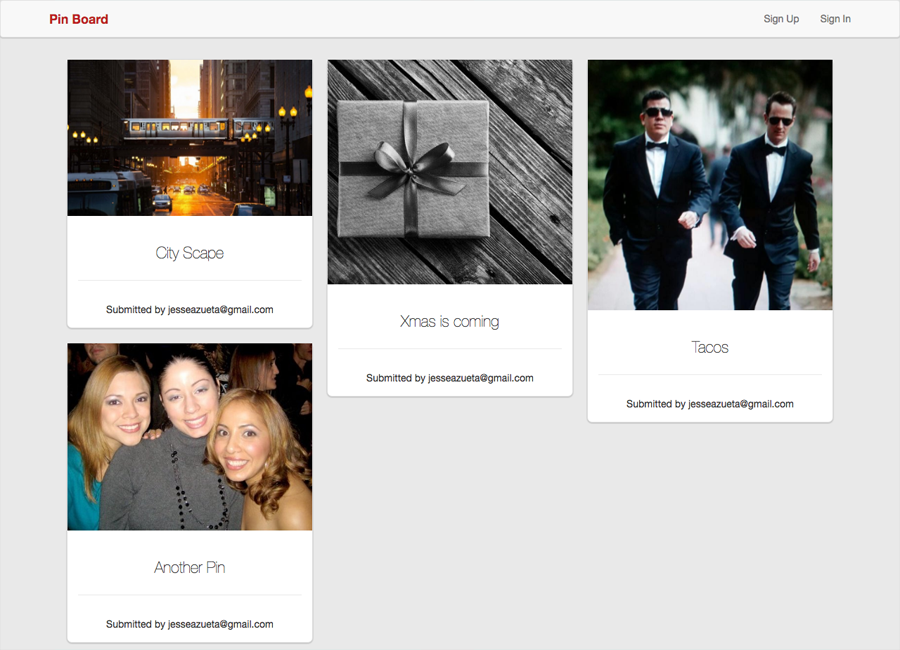 Pin Board
Sign Up
Sign In
City Scape
Submitted by jesseazueta@gmail.com
Xmas is coming
Submitted by jesseazueta@gmail.com
Tacos
Submitted by jesseazueta@gmail.com
Another Pin
Submitted by jesseazueta@gmail.com